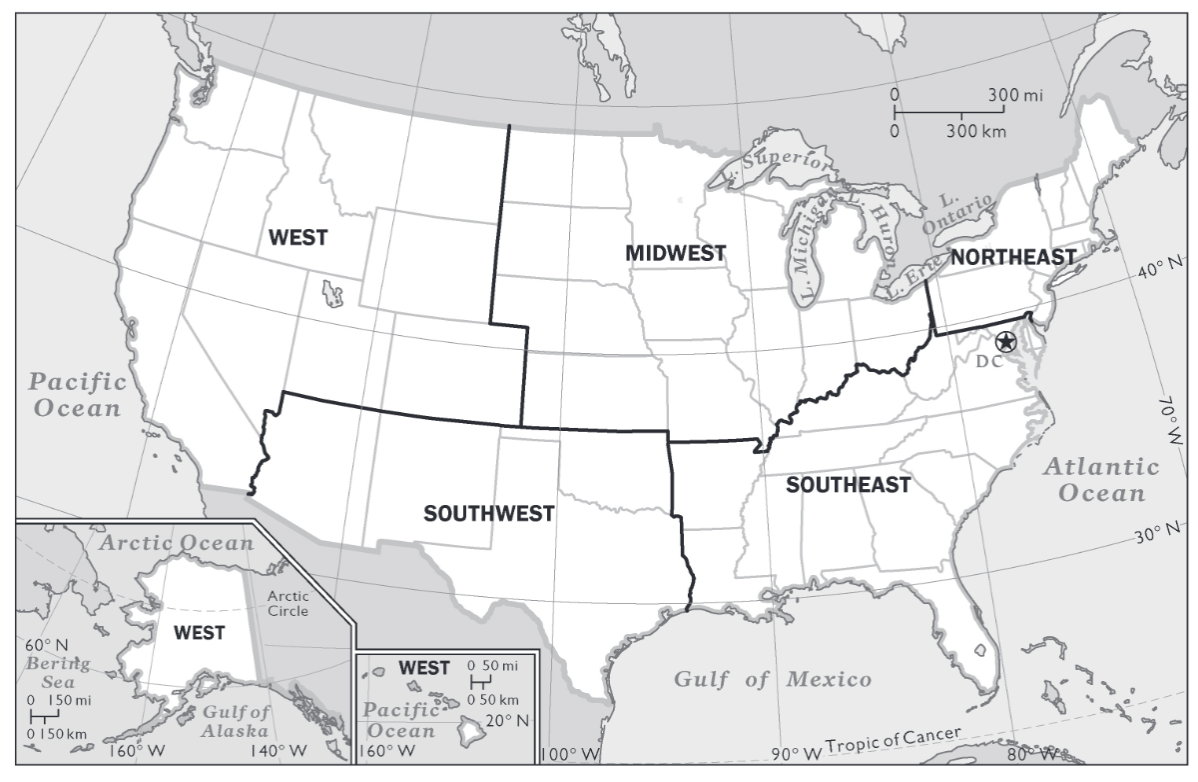 0 300 mi
0 300 km
L. Superior
L. Michigan
L. Huron
L.
Ontario
L. Erie
WEST
MIDWEST
NORTHEAST
40° N
DC
Pacific
Ocean
70° W
Atlantic
Ocean
SOUTHEAST
SOUTHWEST
30° N
Arctic Ocean
Arctic
Circle
WEST
60° N
Bering
Sea
0 150 mi
0 150 km
Gulf of
Alaska
160° W
140° W
WEST
0 50 mi
0 50 km
Pacific
Ocean
20° N
160° W
Gulf of Mexico
Tropic of Cancer
100° W
90° W
80° W